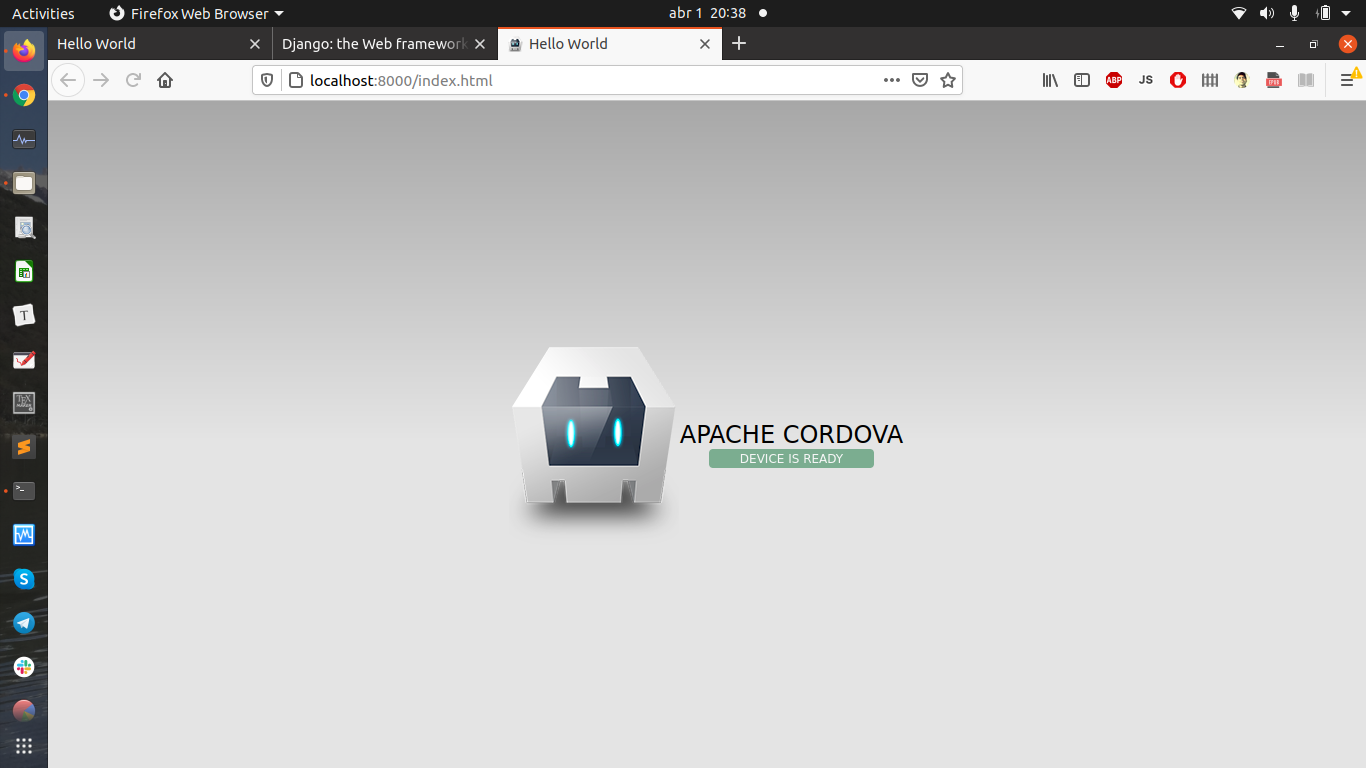 Activities
Firefox Web Browser
abr 1 20:38
Hello World
Django: the Web framework
Hello World
localhost:8000/index.html
ABP
JS
T
S
APACHE CORDOVA
DEVICE IS READY